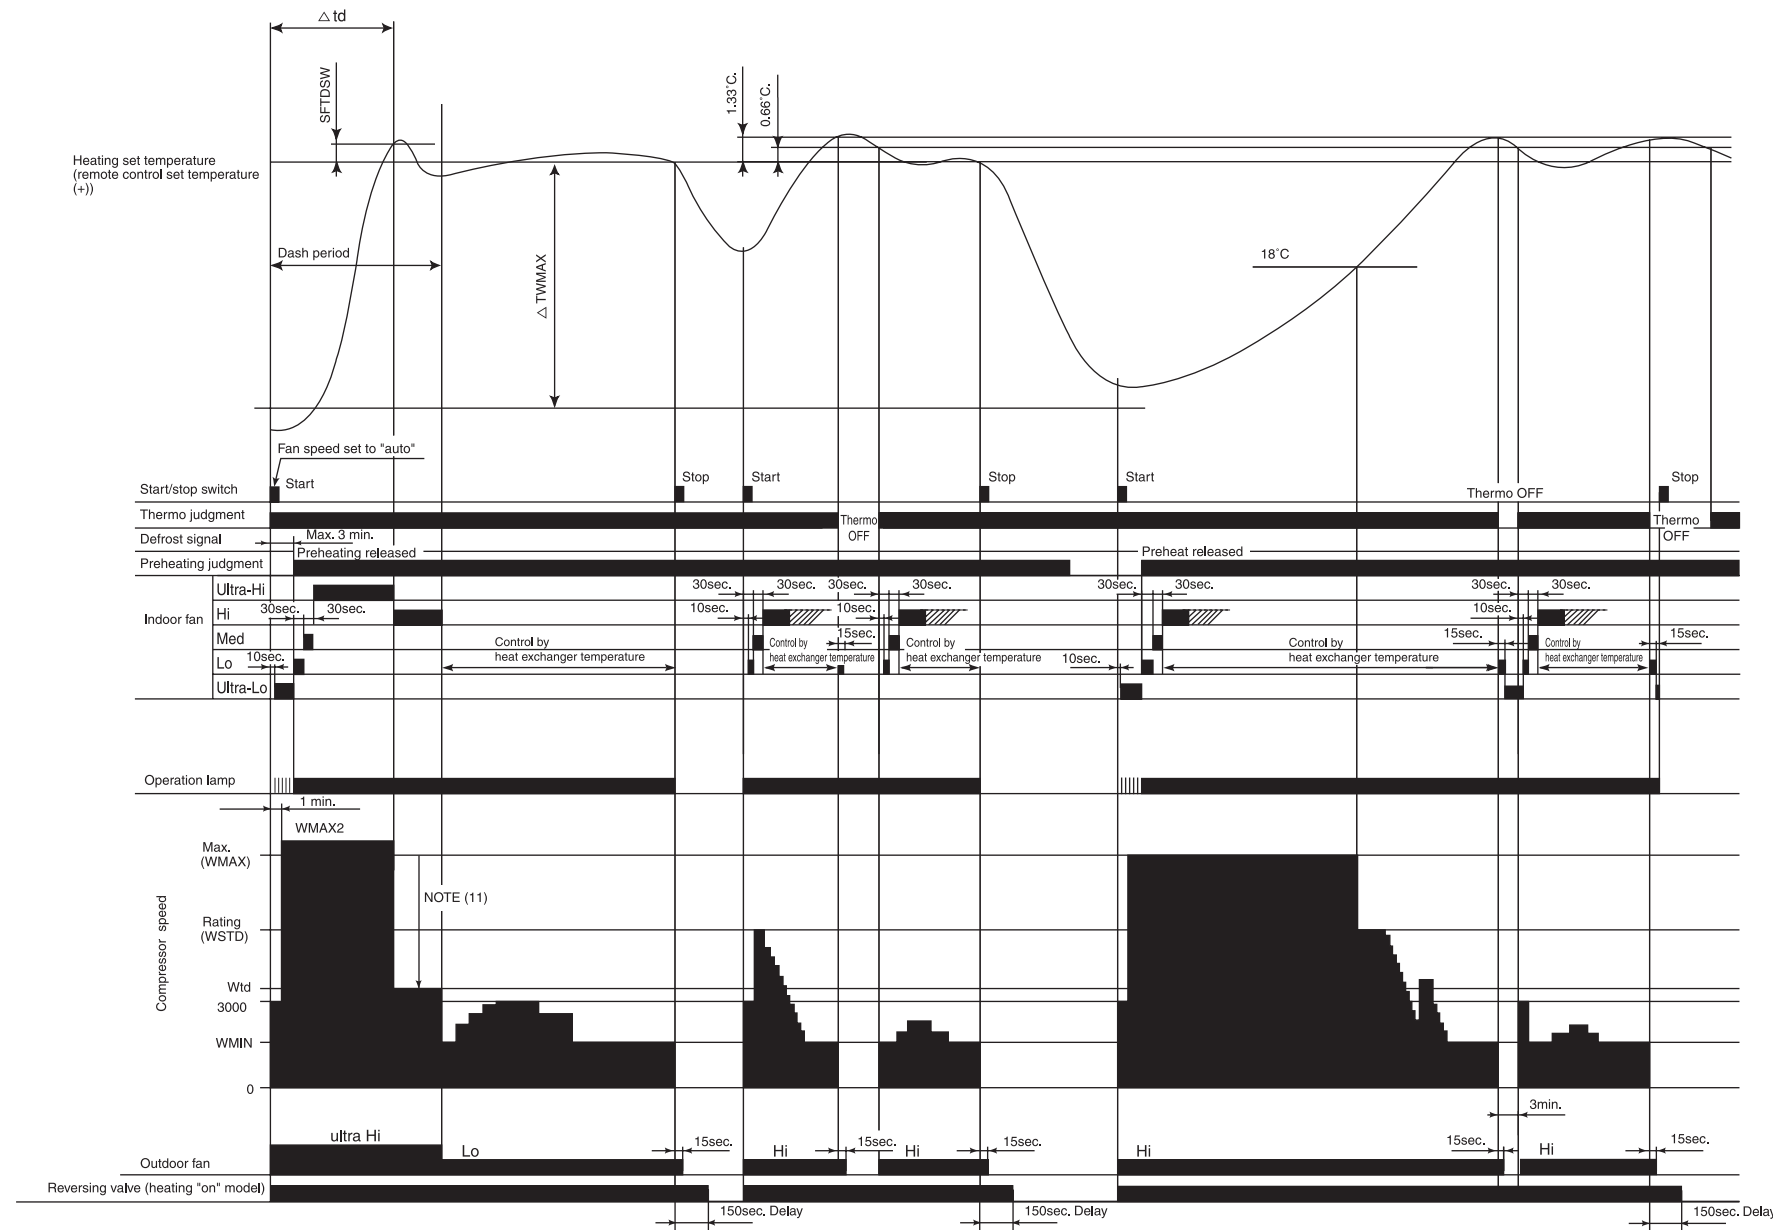 △ td
SFTDSW
1.33°C.
0.66°C.
Heating set temperature
(remote control set temperature
(+))
Dash period
△ TWMAX
18°C
Fan speed set to "auto"
Start/stop switch
Start
Stop
Start
Stop
Start
Thermo OFF
Stop
Thermo judgment
Thermo
OFF
Thermo
OFF
Defrost signal
Max. 3 min.
Preheating judgment
Preheating released
Preheat released
Indoor fan
Ultra-Hi
30sec.
30sec.
30sec.
30sec.
30sec.
30sec.
30sec.
30sec.
Hi
30sec.
30sec.
10sec.
10sec.
10sec.
Med
Control by
heat exchanger temperature
Control by
heat exchanger temperature
15sec.
Control by
heat exchanger temperature
Control by
heat exchanger temperature
15sec.
Control by
heat exchanger temperature
15sec.
Lo
10sec.
10sec.
Ultra-Lo
Operation lamp
1 min.
WMAX2
Compressor speed
Max.
(WMAX)
NOTE (11)
Rating
(WSTD)
Wtd
3000
WMIN
0
3min.
Outdoor fan
ultra Hi
Lo
15sec.
Hi
15sec.
Hi
15sec.
Hi
15sec.
Hi
15sec.
Reversing valve (heating "on" model)
150sec. Delay
150sec. Delay
150sec. Delay